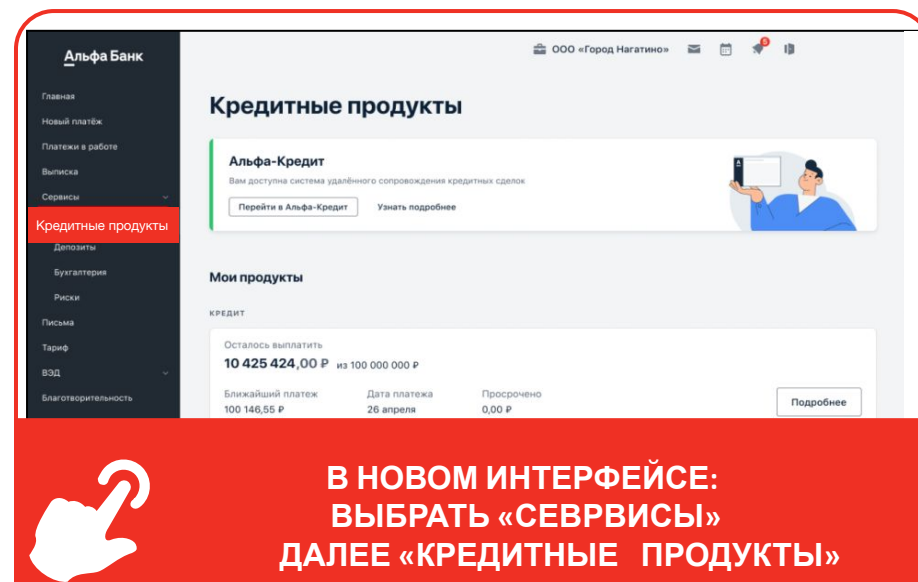 Альфа Банк
ООО «Город Нагатино»
6
Главная
Новый платёж
Платежи в работе
Выписка
Сервисы
Кредитные продукты
Депозиты
Бухгалтерия
Риски
Письма
Тариф
ВЭД
Благотворительность
Кредитные продукты
Альфа-Кредит
Вам доступна система удалённого сопровождения кредитных сделок
Перейти в Альфа-Кредит Узнать подробнее
Мои продукты
КРЕДИТ
Осталось выплатить
10 425 424,00 ₽ из 100 000 000 ₽
Ближайший платеж Дата платежа Просрочено
100 146,55 ₽ 26 апреля 0,00 ₽
Подробнее
В НОВОМ ИНТЕРФЕЙСЕ:
ВЫБРАТЬ «СЕВРВИСЫ»
ДАЛЕЕ «КРЕДИТНЫЕ ПРОДУКТЫ»